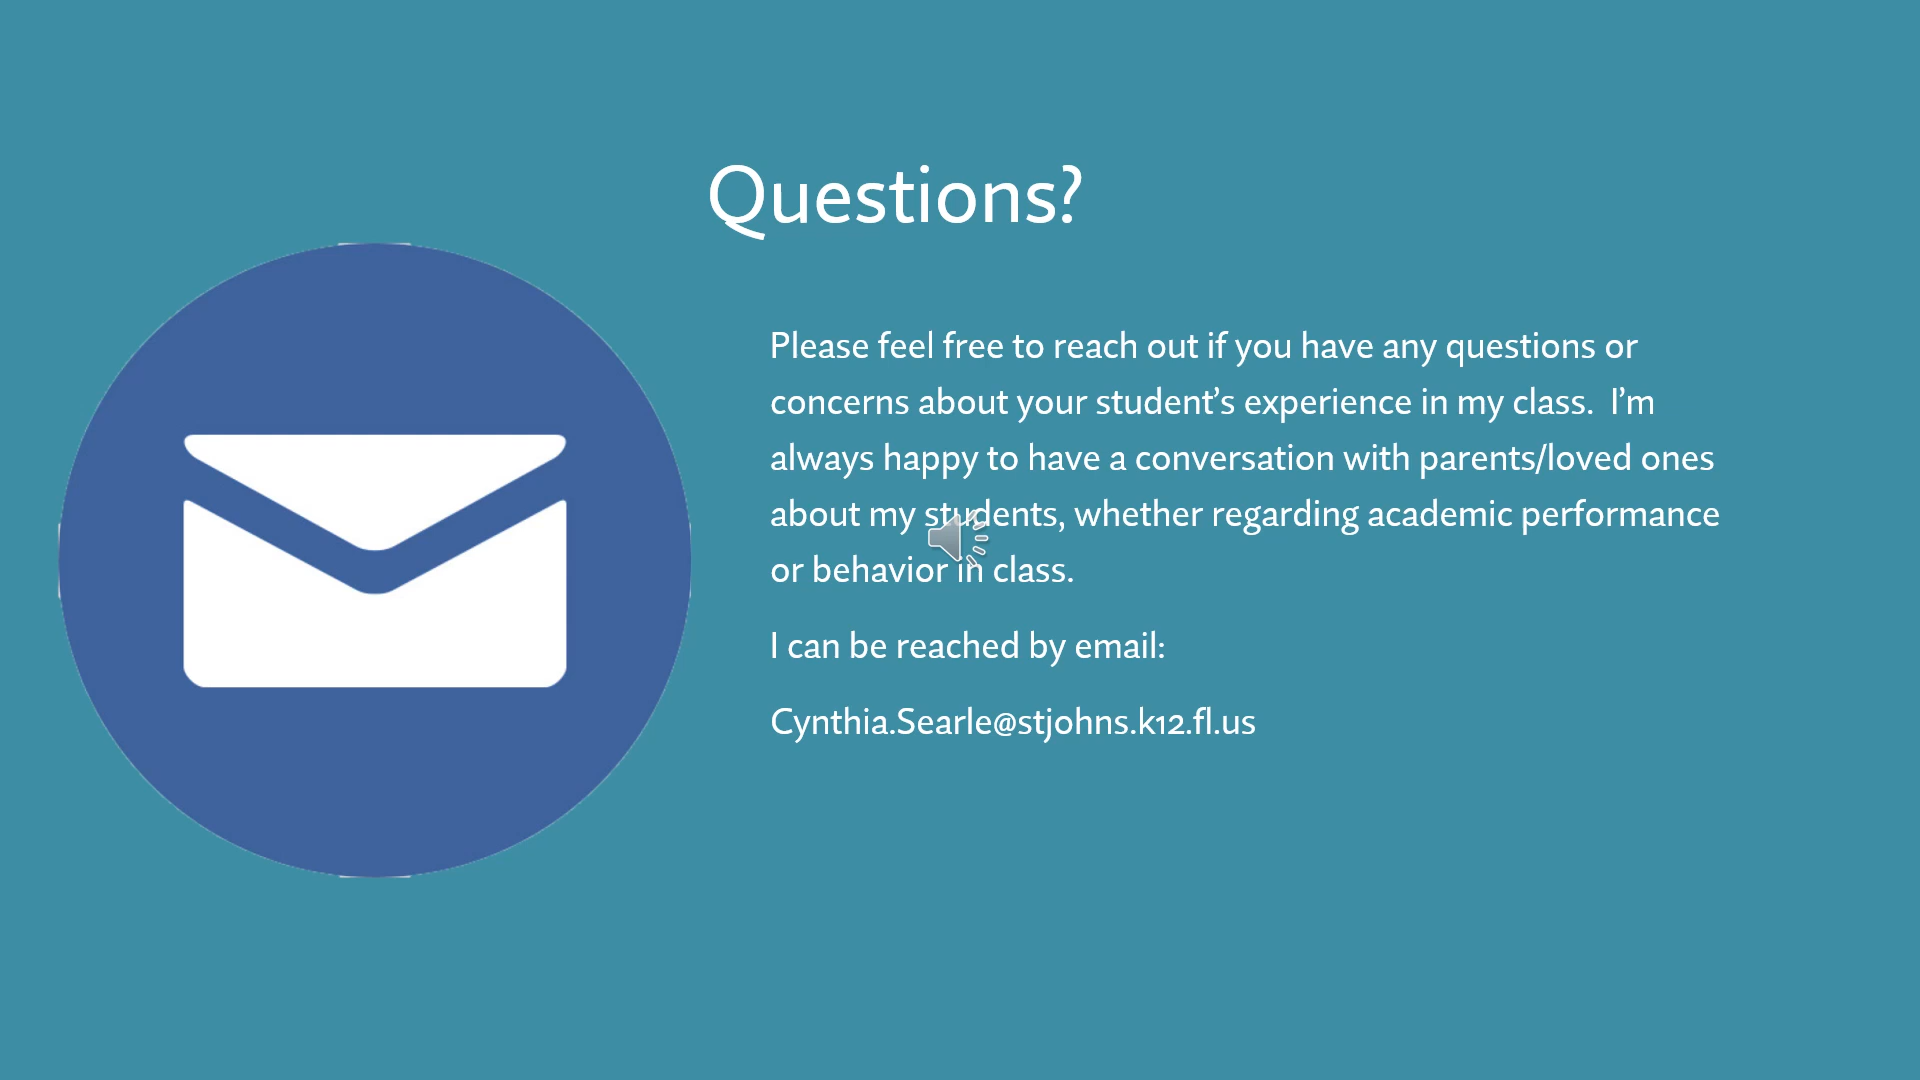 Questions?
Please feel free to reach out if you have any questions or
concerns about your student’s experience in my class.  I’m
always happy to have a conversation with parents/loved ones
about my students, whether regarding academic performance
or behavior in class.
I can be reached by email:
Cynthia.Searle@stjohns.k12.fl.us